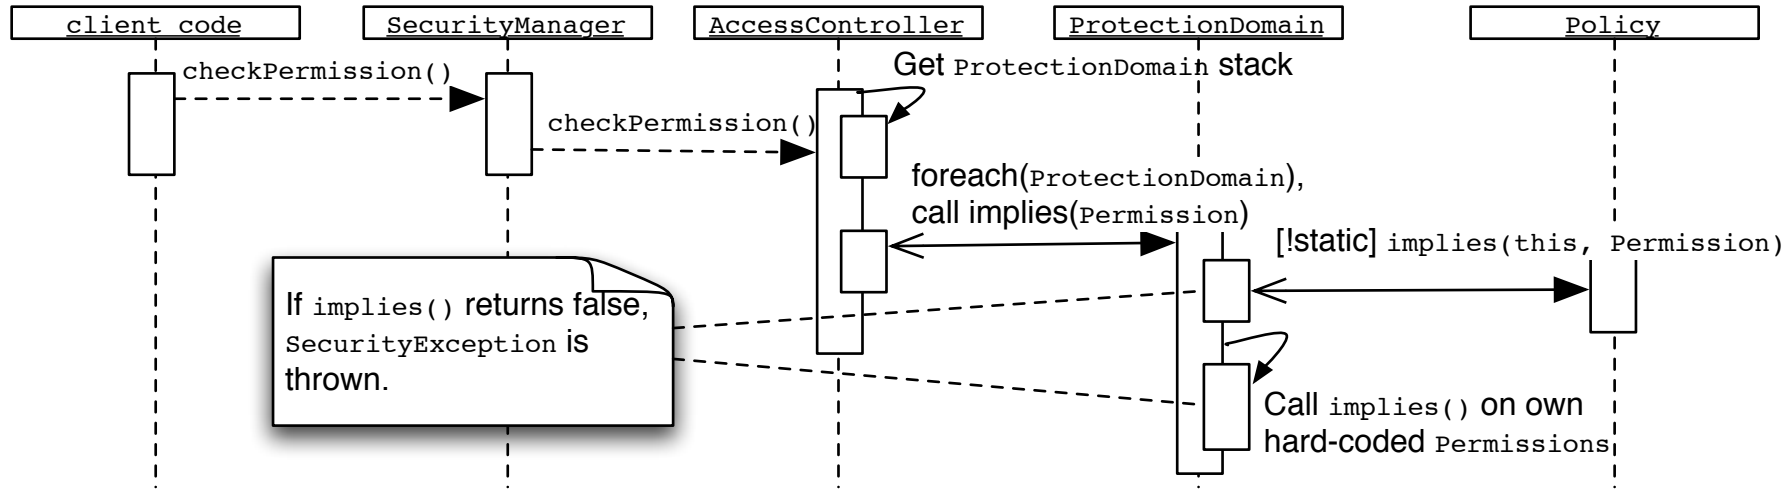 client code
SecurityManager
AccessController
ProtectionDomain
Policy
checkPermission()
Get ProtectionDomain stack
checkPermission()
foreach(ProtectionDomain),
call implies(Permission)
[!static] implies(this, Permission)
If implies() returns false,
SecurityException is
thrown.
Call implies() on own
hard-coded Permissions